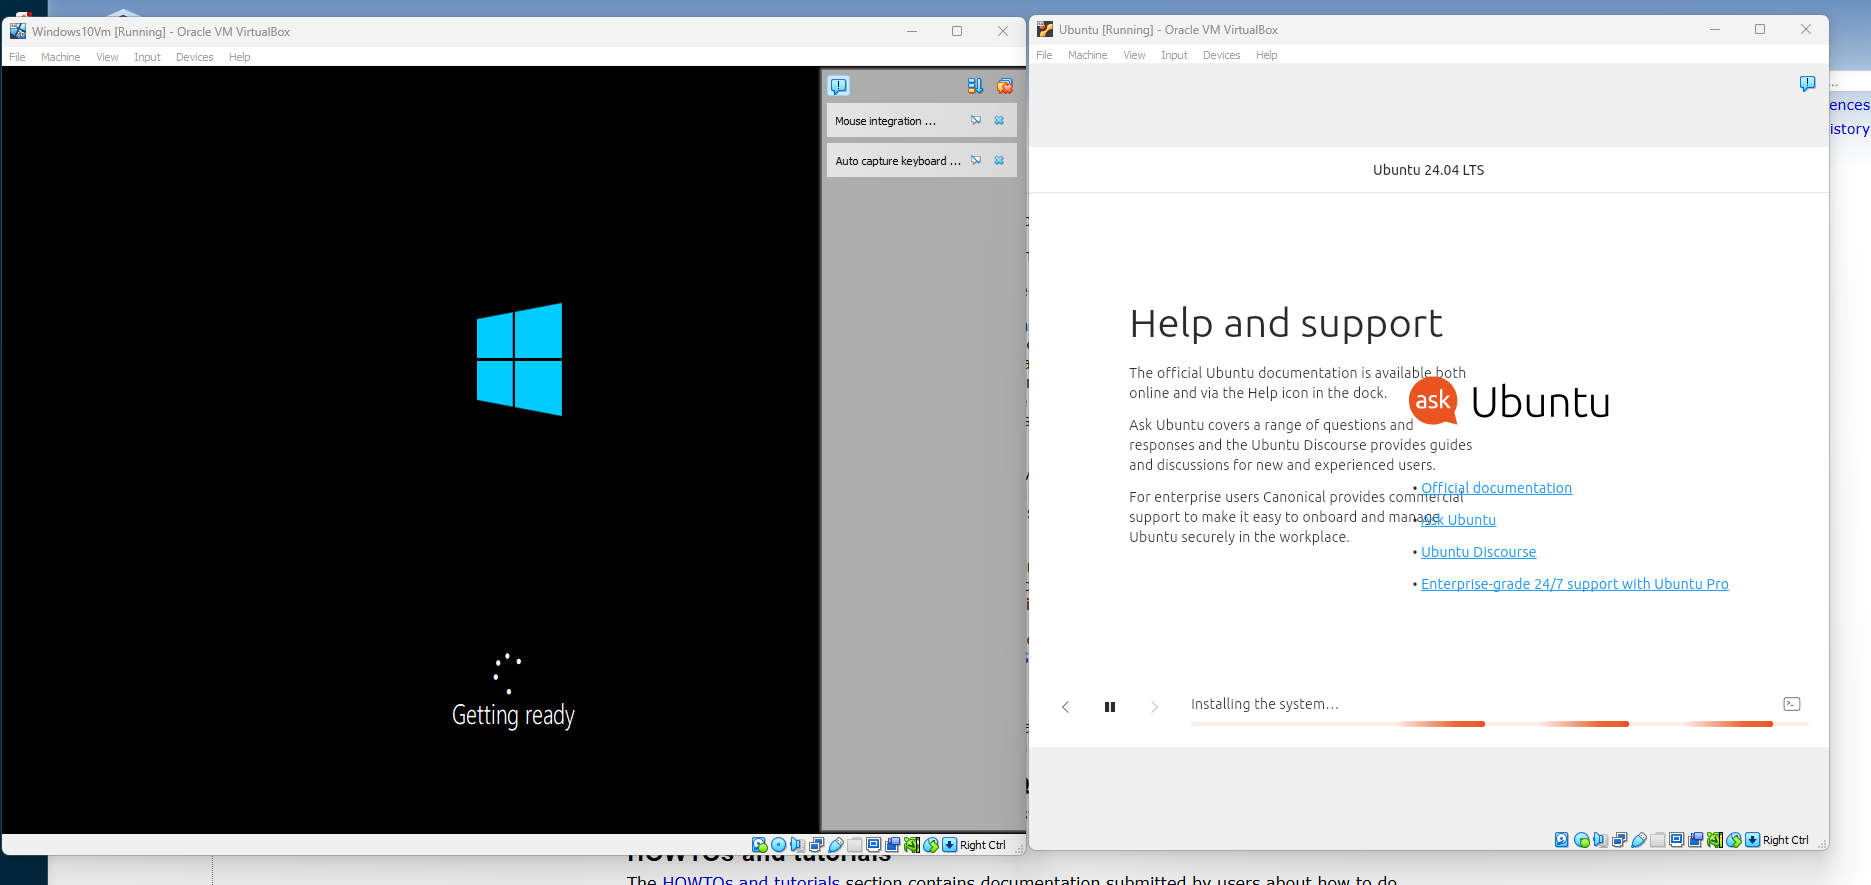 Windows10Vm [Running] - Oracle VM VirtualBox
File Machine View Input Devices Help
Mouse integration ...
Auto capture keyboard ...
Getting ready
Right Ctrl
Ubuntu [Running] - Oracle VM VirtualBox
File Machine View Input Devices Help
Ubuntu 24.04 LTS
Help and support
The official Ubuntu documentation is available both
online and via the Help icon in the dock.
Ask Ubuntu covers a range of questions and
responses and the Ubuntu Discourse provides guides
and discussions for new and experienced users.
For enterprise users Canonical provides commercial
support to make it easy to onboard and manage
Ubuntu securely in the workplace.
ask Ubuntu
• Official documentation
• Ask Ubuntu
• Ubuntu Discourse
• Enterprise-grade 24/7 support with Ubuntu Pro
Installing the system...
Right Ctrl
ences
istory
HOWTOs and tutorials
The HOWTOs and tutorials section contains documentation submitted by users about how to do